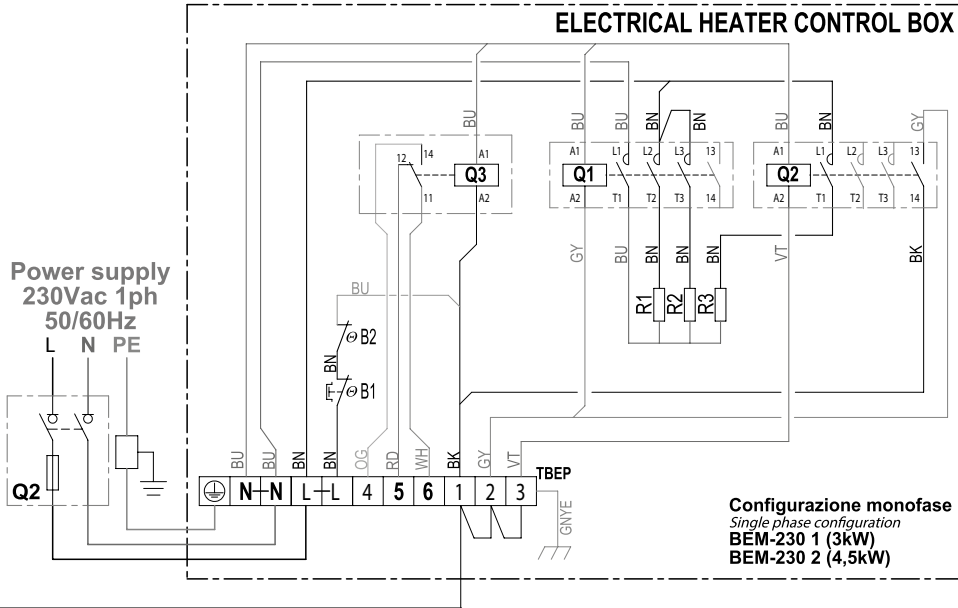 ELECTRICAL HEATER CONTROL BOX
BU
BU
BU
BN
BN
BU
BN
GY
12
14
11
A1
Q3
A2
A1
L1
L2
L3
13
Q1
A2
T1
T2
T3
14
A1
L1
L2
L3
13
Q2
A2
T1
T2
T3
14
GY
BU
BN
BN
BN
VT
BK
Power supply
230Vac 1ph
50/60Hz
L
N
PE
BU
B2
BN
B1
R1
R2
R3
Q2
BU
BU
BN
BN
OG
RD
WH
BK
GY
VT
TBEP
N
N
L
L
4
5
6
1
2
3
GNYE
Configurazione monofase
Single phase configuration
BEM-230 1 (3kW)
BEM-230 2 (4,5kW)